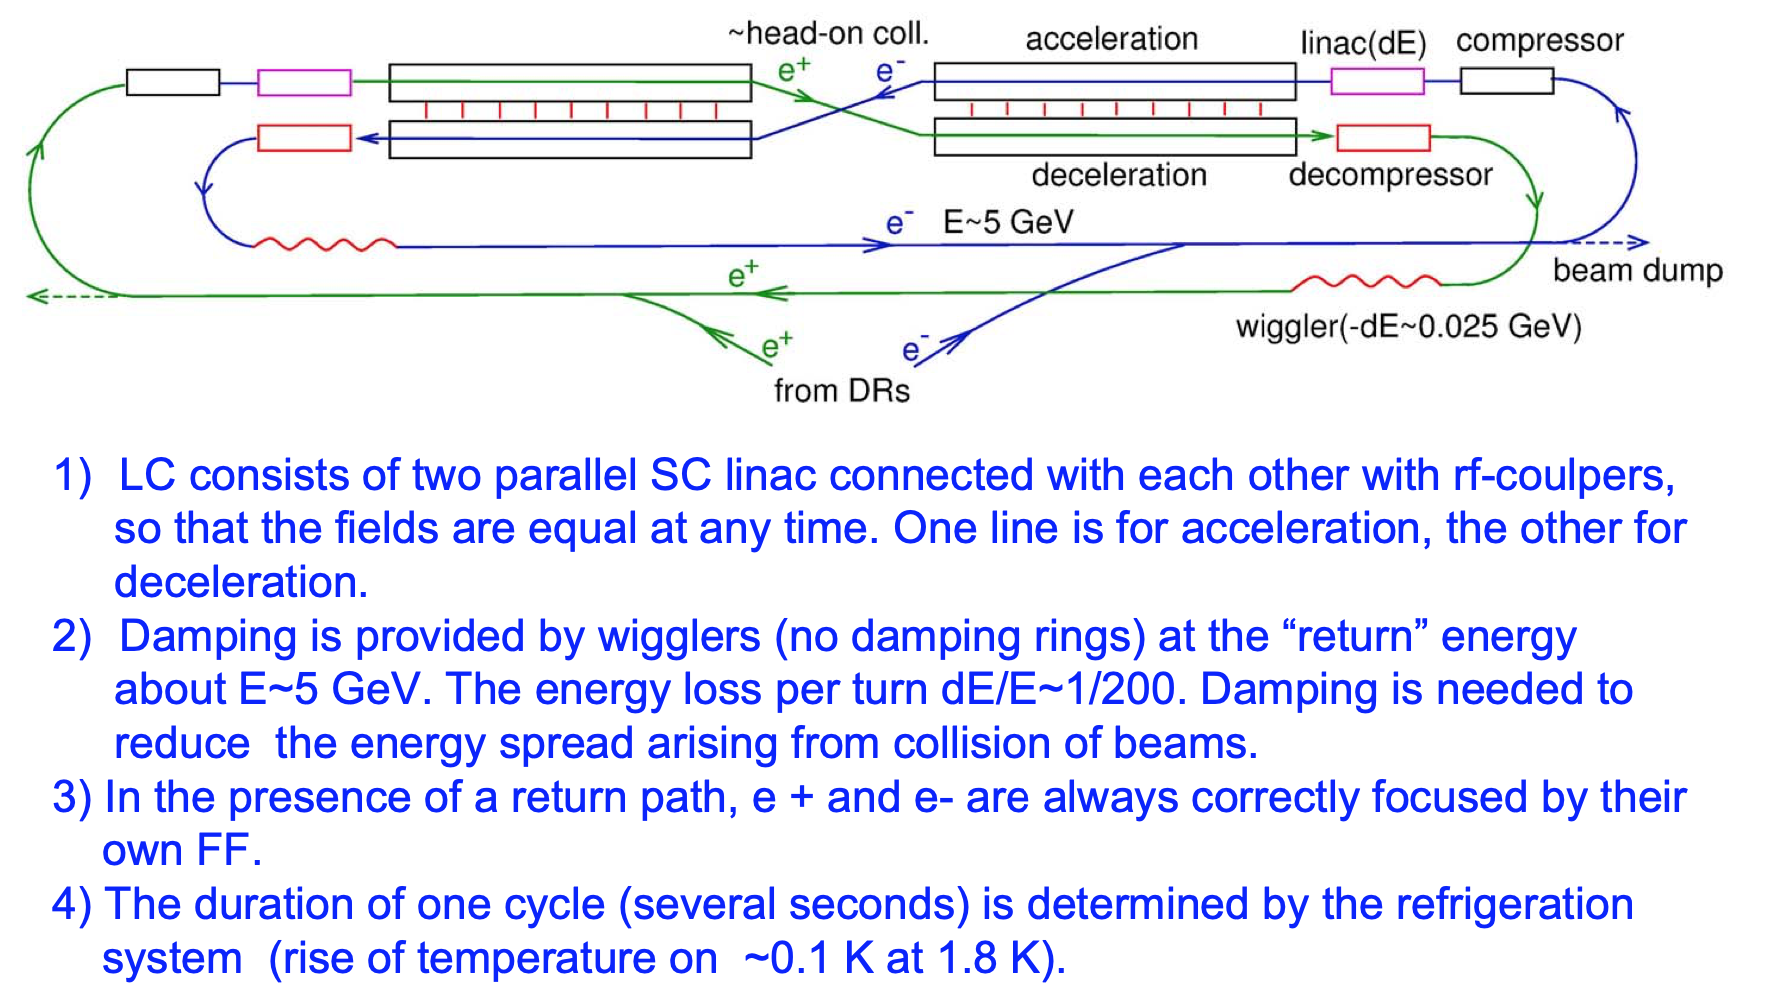 ~head-on coll.
acceleration
linac(dE)
compressor
e+
e-
deceleration
decompressor
e-
E~5 GeV
e+
beam dump
wiggler(-dE~0.025 GeV)
e+
e-
from DRs
1) LC consists of two parallel SC linac connected with each other with rf-coulpers,
so that the fields are equal at any time. One line is for acceleration, the other for
deceleration.
2) Damping is provided by wigglers (no damping rings) at the “return” energy
about E~5 GeV. The energy loss per turn dE/E~1/200. Damping is needed to
reduce the energy spread arising from collision of beams.
3) In the presence of a return path, e + and e- are always correctly focused by their
own FF.
4) The duration of one cycle (several seconds) is determined by the refrigeration
system (rise of temperature on ~0.1 K at 1.8 K).